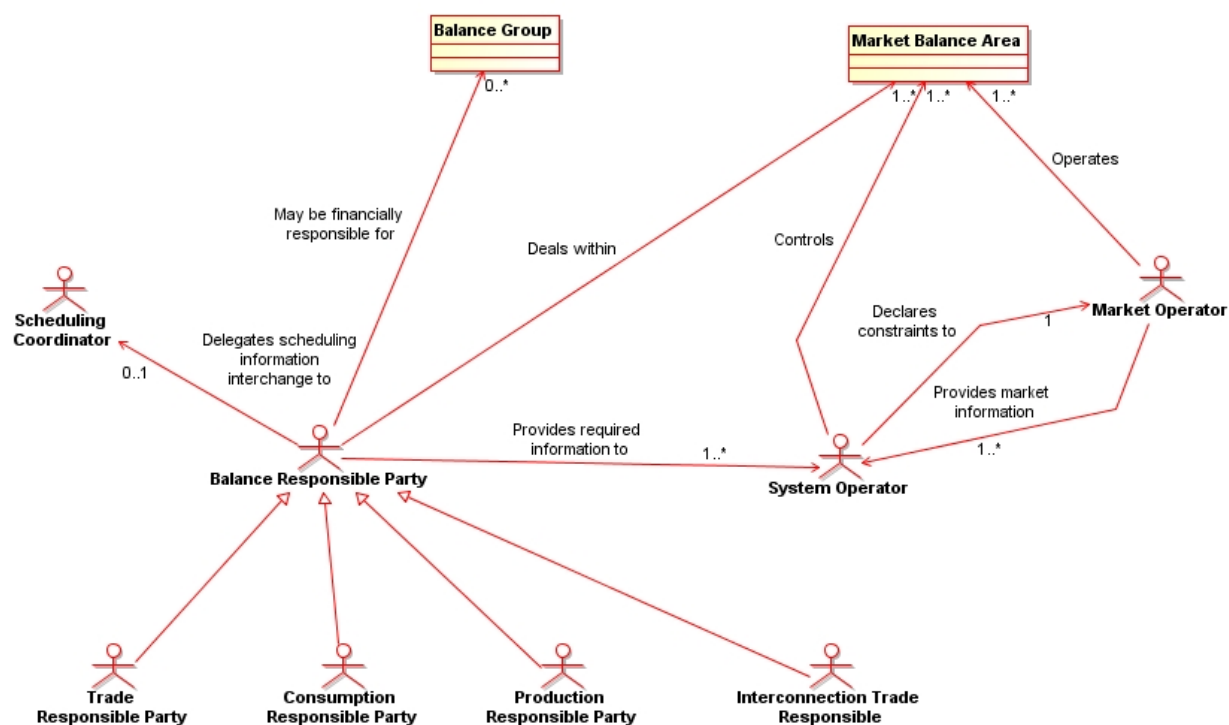 Balance Group
Market Balance Area
0..*
1..*
1..*
1..*
Operates
May be financially
responsible for
Deals within
Controls
Scheduling
Coordinator
Declares
constraints to
1
Market Operator
0..1
Delegates scheduling
information
interchange to
Provides market
information
Provides required
information to
1..*
1..*
Balance Responsible Party
System Operator
Trade
Responsible Party
Consumption
Responsible Party
Production
Responsible Party
Interconnection Trade
Responsible